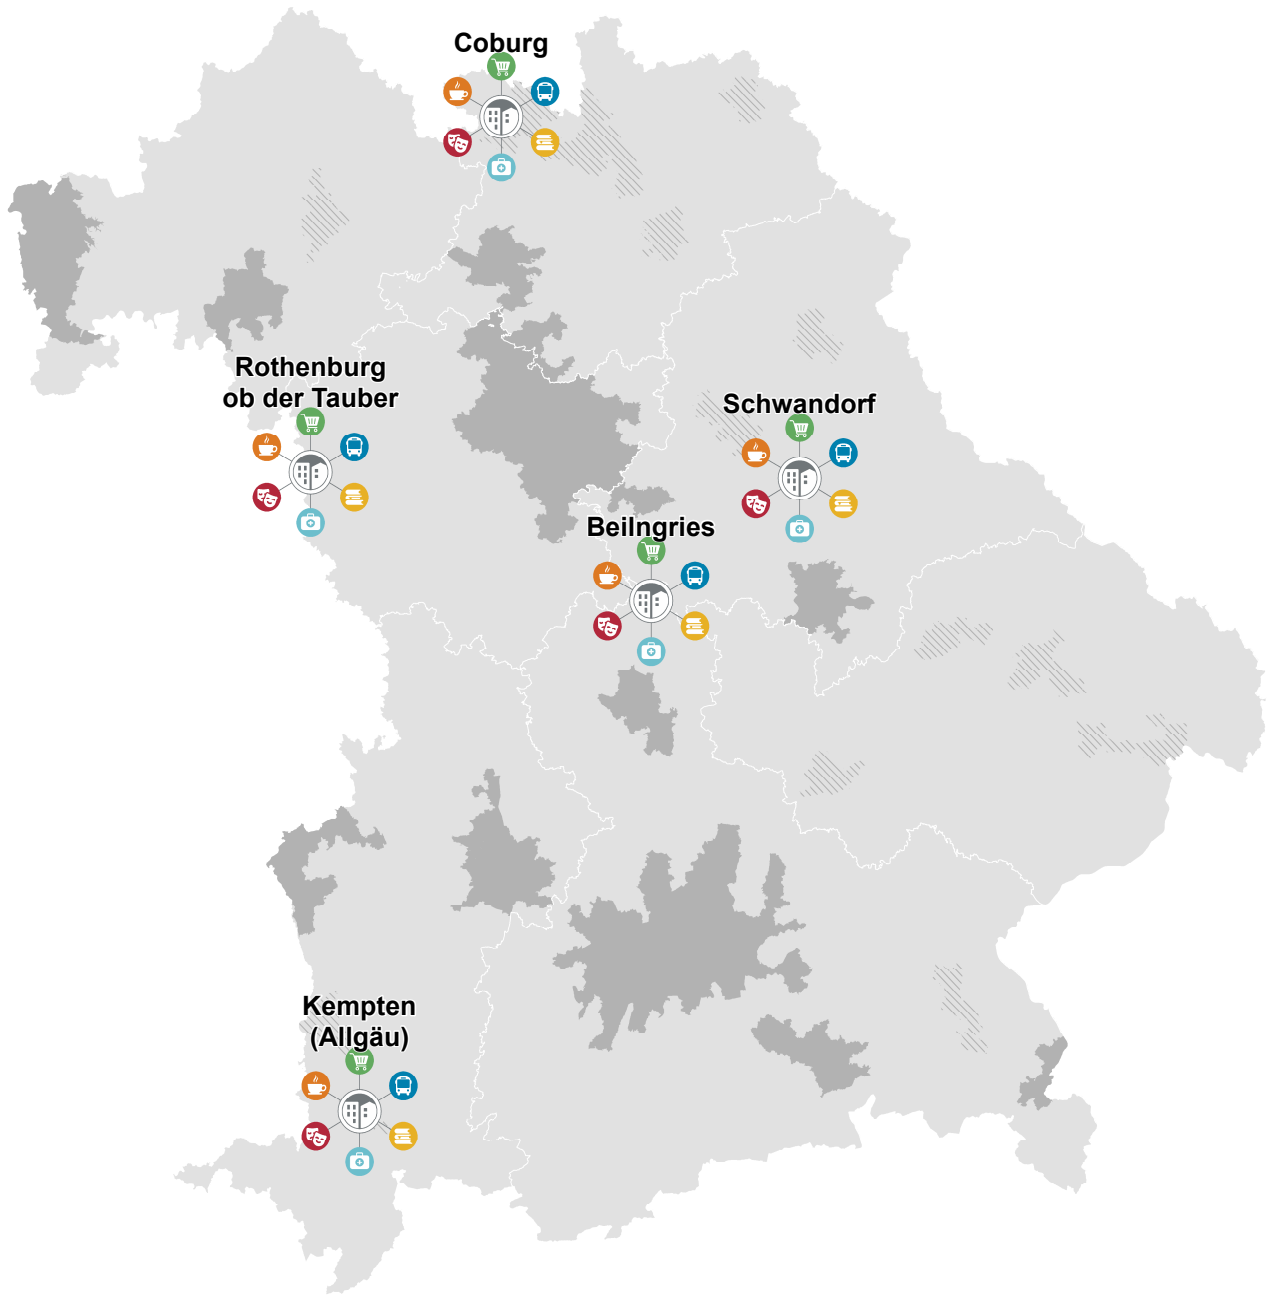 Coburg
Rothenburg
ob der Tauber
Schwandorf
Beilngries
Kempten
(Allgäu)